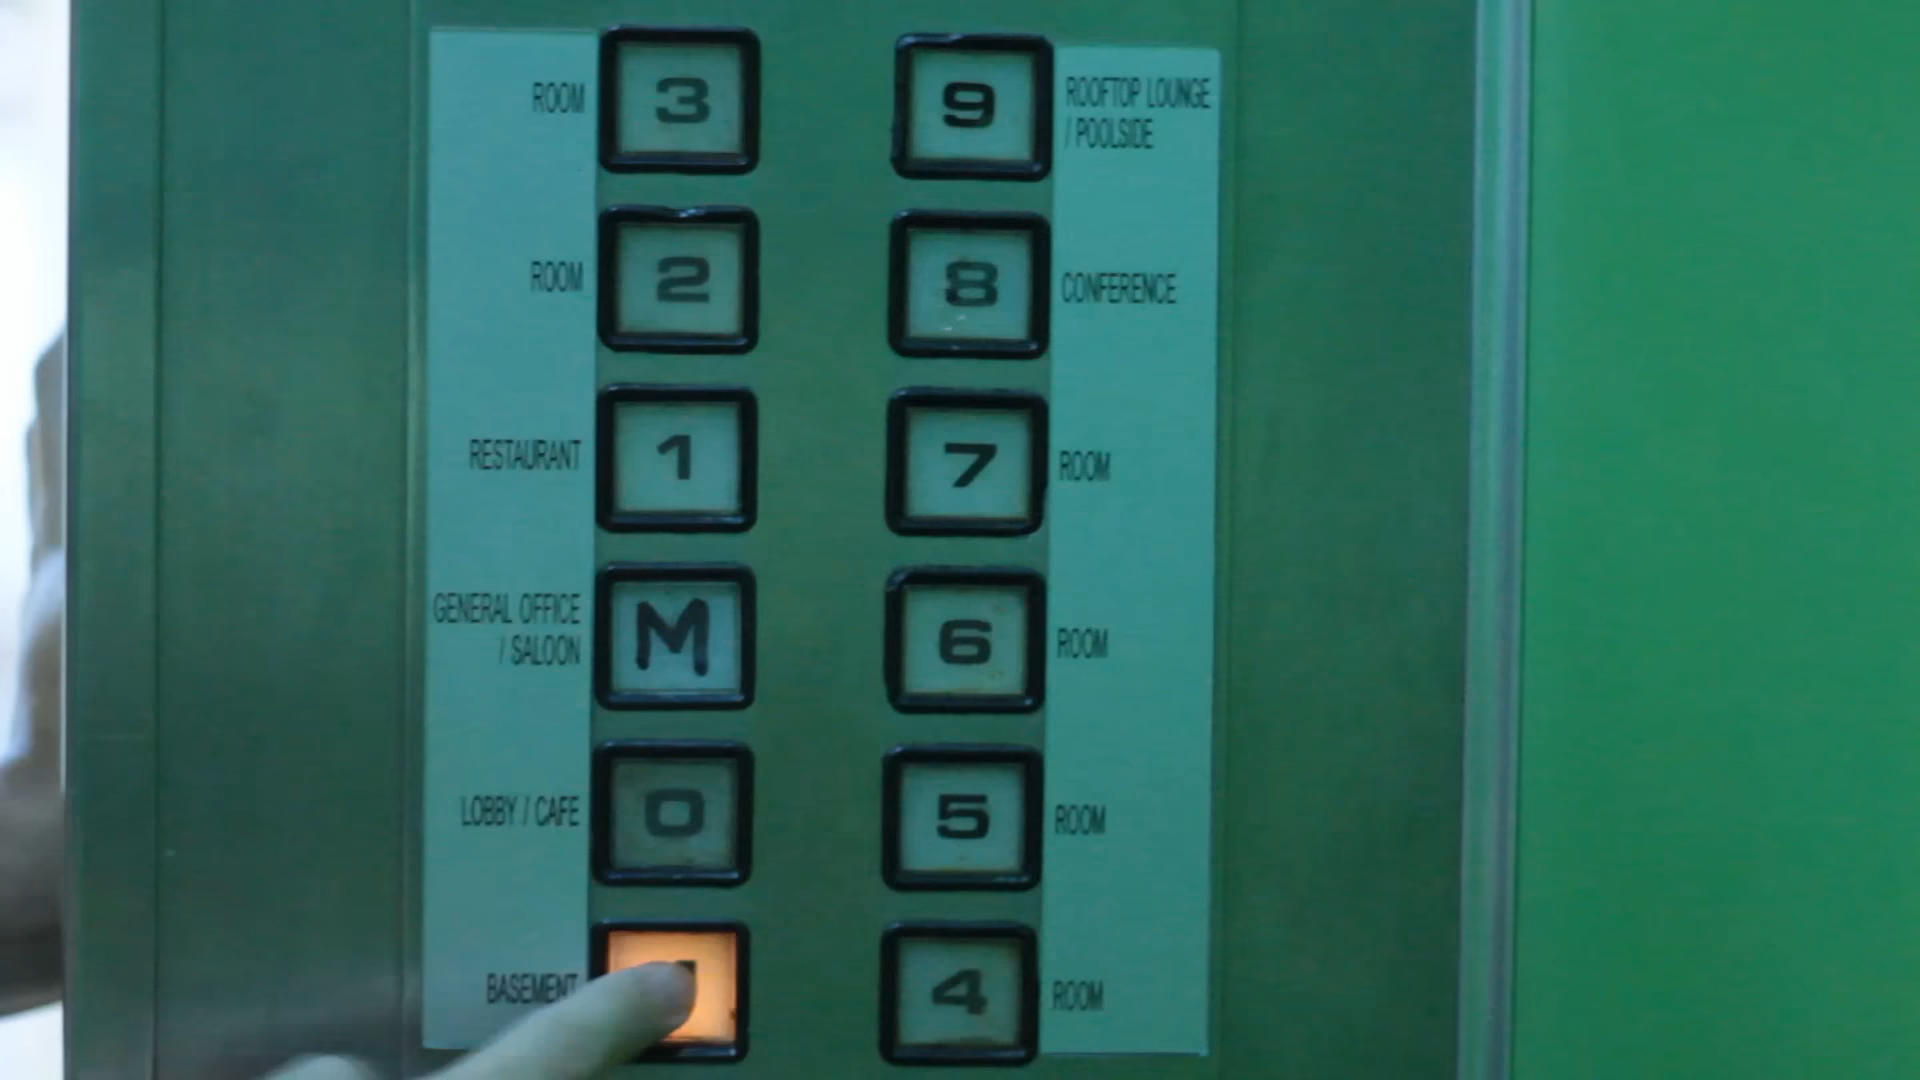 ROOM 3
ROOM 2
RESTAURANT 1
GENERAL OFFICE
/ SALOON M
LOBBY / CAFE 0
BASEMENT
9 ROOFTOP LOUNGE
/ POOLSIDE
8 CONFERENCE
7 ROOM
6 ROOM
5 ROOM
4 ROOM